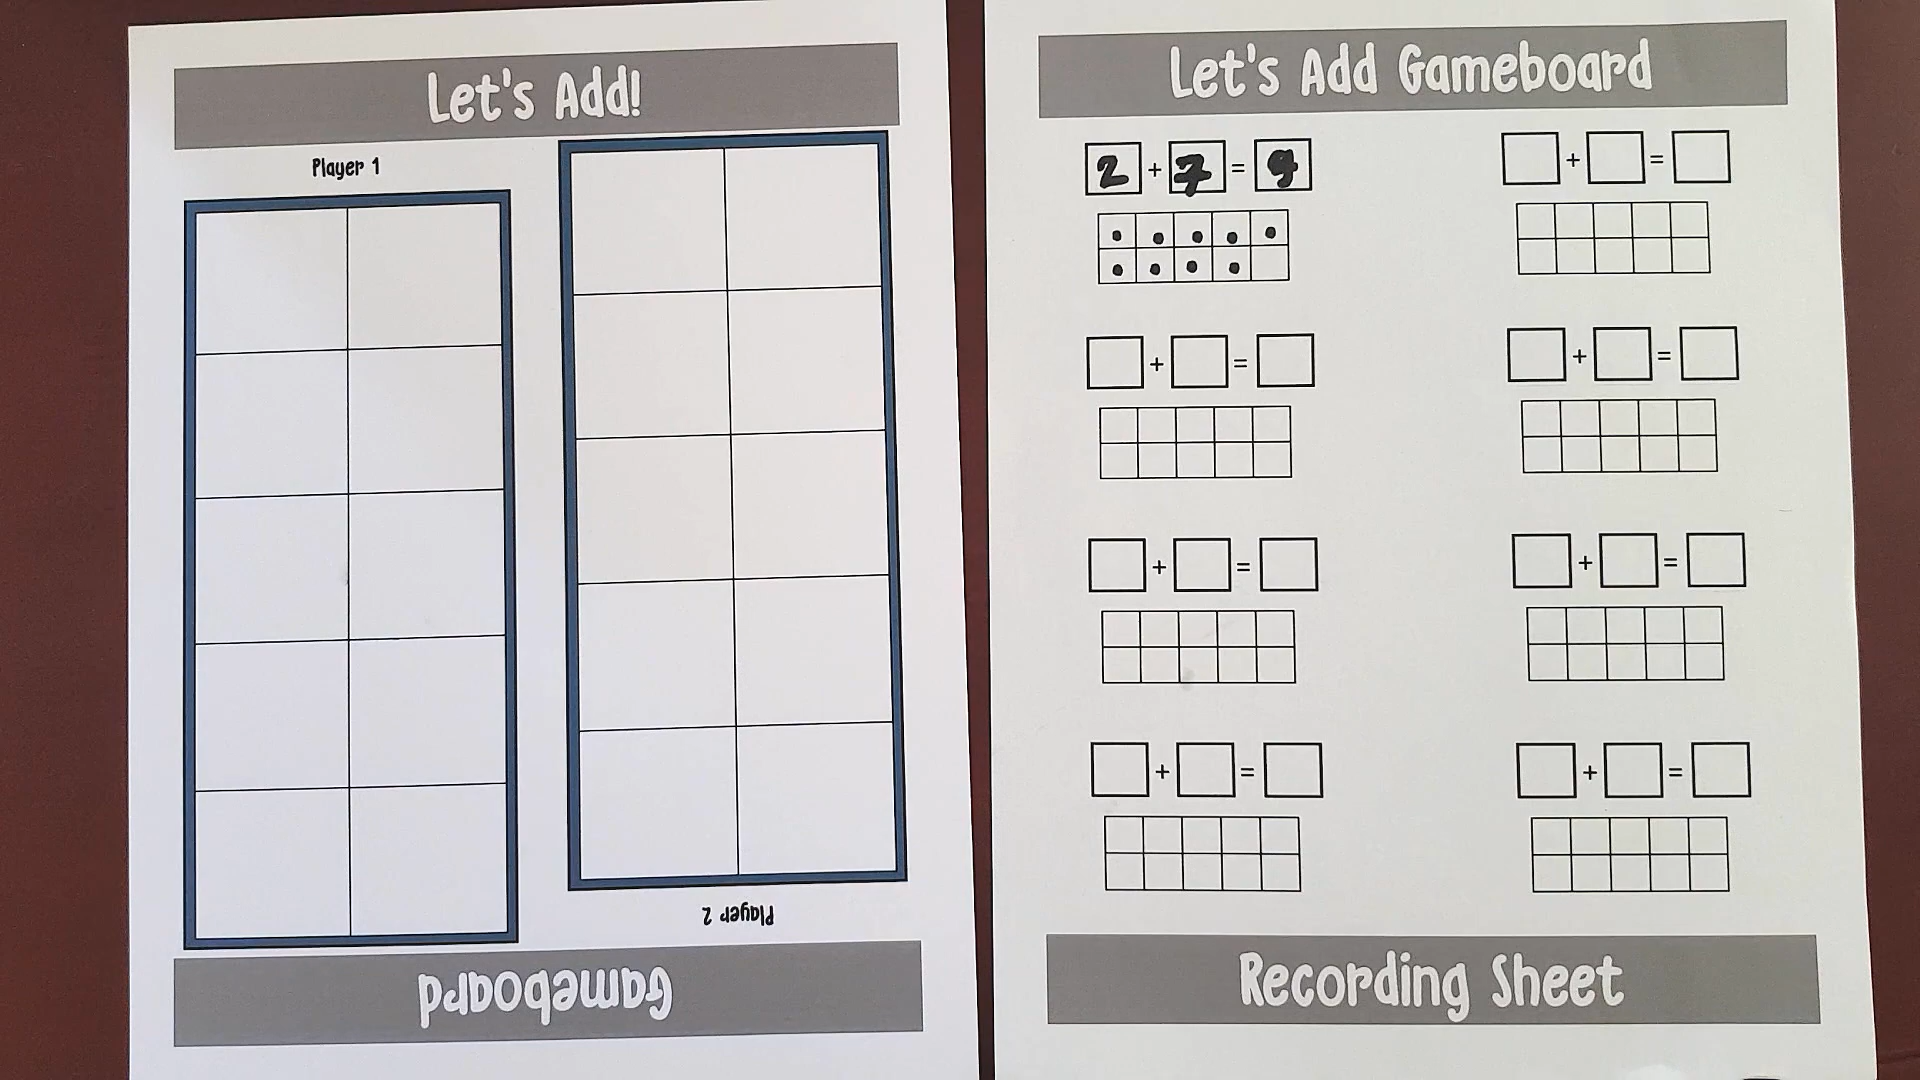 Let's Add!
Player 1
Player 2
Gameboard
Let's Add Gameboard
2 + 7 = 9
+ =
+ =
+ =
+ =
+ =
+ =
+ =
Recording Sheet